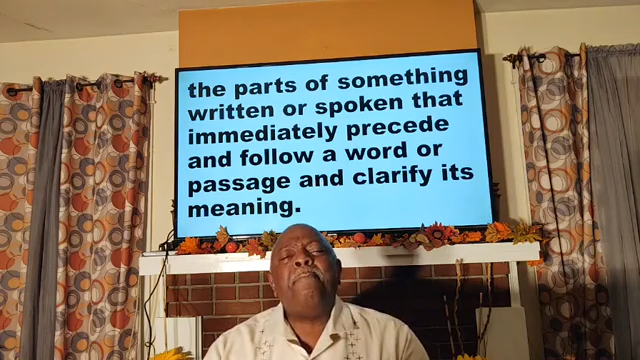 the parts of something
written or spoken that
immediately precede
and follow a word or
passage and clarify its
meaning.